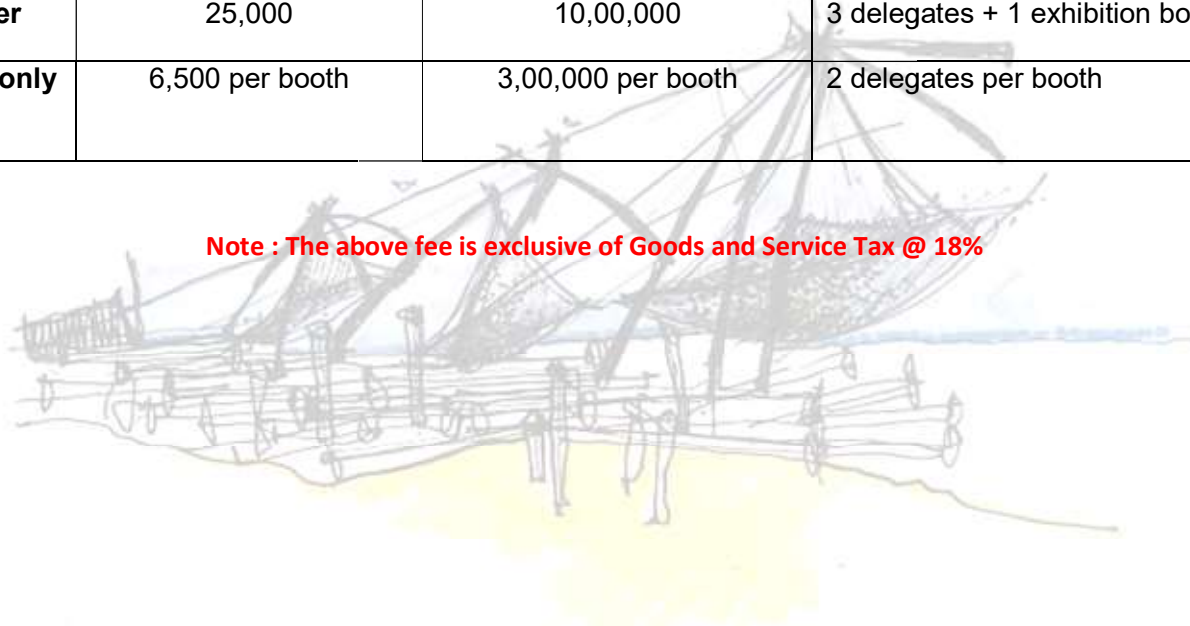 er 25,000 10,00,000 3 delegates + 1 exhibition bo
only 6,500 per booth 3,00,000 per booth 2 delegates per booth
Note : The above fee is exclusive of Goods and Service Tax @ 18%